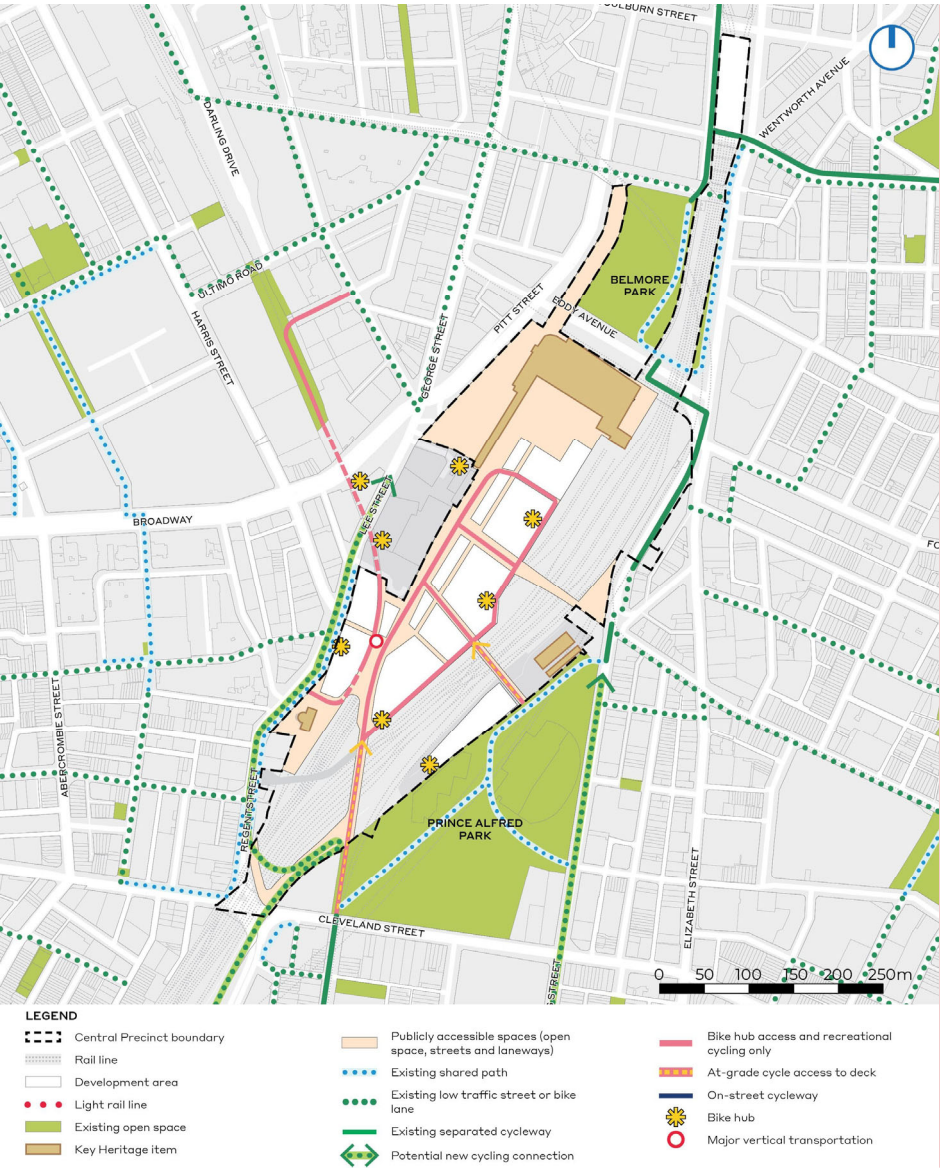 GOULBURN STREET
WENTWORTH AVENUE
DARLING DRIVE
ULTIMO ROAD
HARRIS STREET
BELMORE
PARK
PITT STREET
EDDY AVENUE
GEORGE STREET
LEE STREET
BROADWAY
FO
ABERCROMBIE STREET
REGENT STREET
PRINCE ALFRED
PARK
ELIZABETH STREET
CLEVELAND STREET
STREET
0 50 100 150 200 250m
LEGEND
Central Precinct boundary
Rail line
Development area
Light rail line
Existing open space
Key Heritage item
Publicly accessible spaces (open
space, streets and laneways)
Existing shared path
Existing low traffic street or bike
lane
Existing separated cycleway
Potential new cycling connection
Bike hub access and recreational
cycling only
At-grade cycle access to deck
On-street cycleway
Bike hub
Major vertical transportation